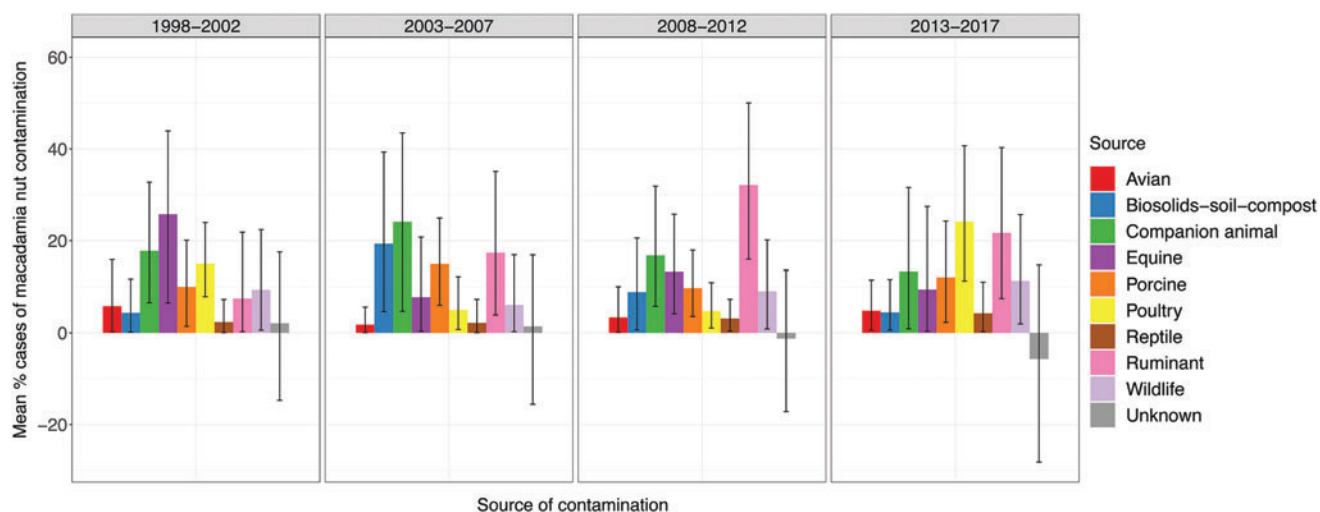 1998–2002
2003–2007
2008–2012
2013–2017
Mean % cases of macadamia nut contamination
60
40
20
0
−20
Source of contamination
Source
Avian
Biosolids−soil−compost
Companion animal
Equine
Porcine
Poultry
Reptile
Ruminant
Wildlife
Unknown